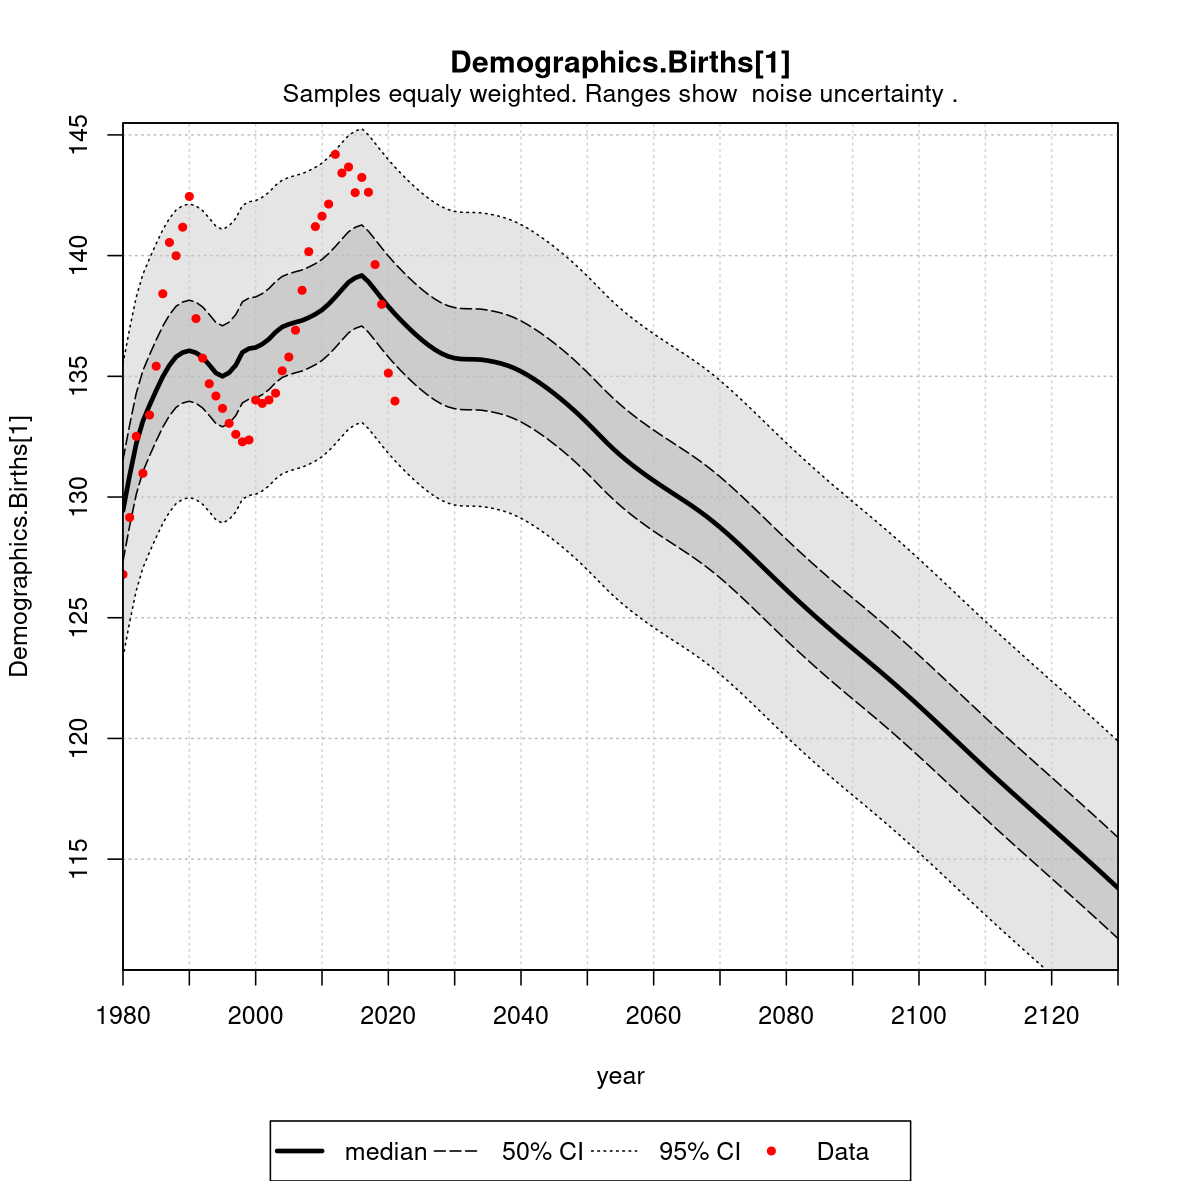 Demographics.Births[1]
Samples equaly weighted. Ranges show  noise uncertainty .
Demographics.Births[1]
145
140
135
130
125
120
115
1980 2000 2020 2040 2060 2080 2100 2120
year
median 50% CI 95% CI Data